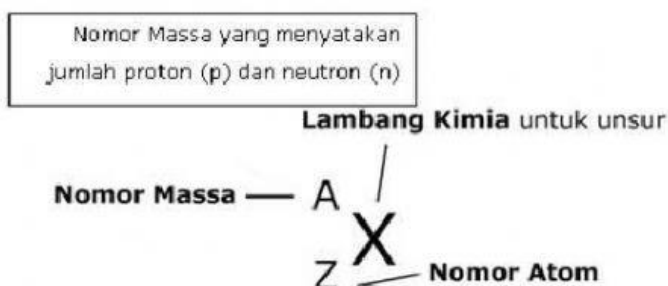 Nomor Massa yang menyatakan
jumlah proton (p) dan neutron (n)
Lambang Kimia untuk unsur
Nomor Massa A
X
Z Nomor Atom